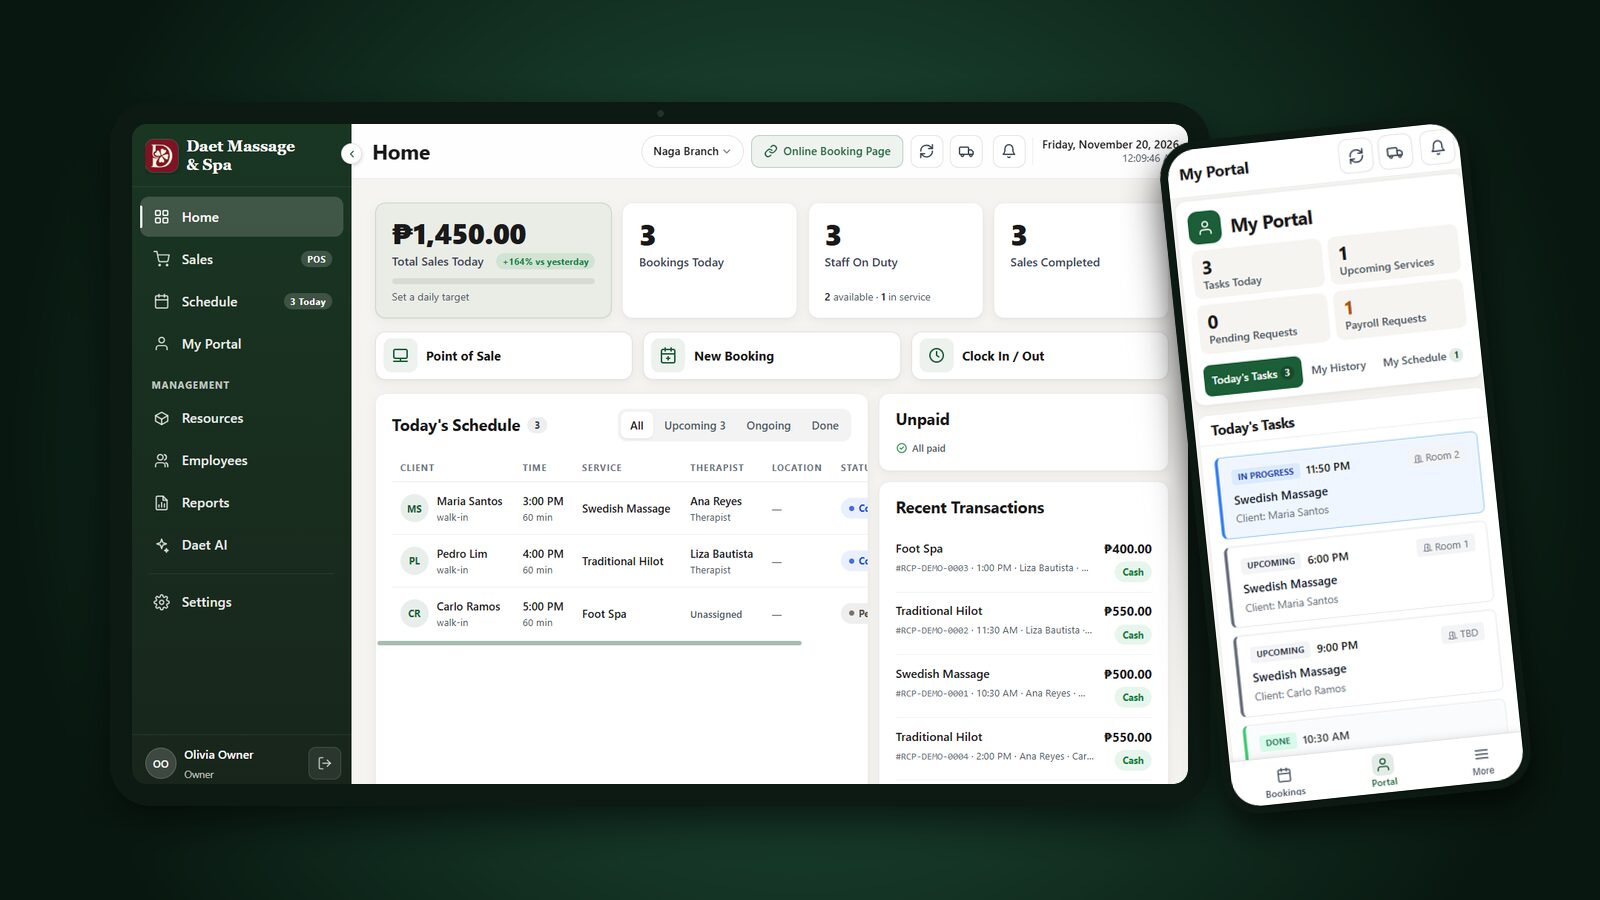 Daet Massage
& Spa
Home
Sales
POS
Schedule
3 Today
My Portal
MANAGEMENT
Resources
Employees
Reports
Daet AI
Settings
OO
Olivia Owner
Owner
Home
Naga Branch
Online Booking Page
Friday, November 20, 2026
12:09:46
₱1,450.00
Total Sales Today
+164% vs yesterday
Set a daily target
3
Bookings Today
3
Staff On Duty
2 available · 1 in service
3
Sales Completed
Point of Sale
New Booking
Clock In / Out
Today's Schedule 3
All
Upcoming 3
Ongoing
Done
CLIENT TIME SERVICE THERAPIST LOCATION STATU
MS Maria Santos 3:00 PM Swedish Massage Ana Reyes — Co
walk-in 60 min Therapist
PL Pedro Lim 4:00 PM Traditional Hilot Liza Bautista — Co
walk-in 60 min Therapist
CR Carlo Ramos 5:00 PM Foot Spa Unassigned — Pe
walk-in 60 min
Unpaid
All paid
Recent Transactions
Foot Spa ₱400.00
#RCP-DEMO-0003 · 1:00 PM · Liza Bautista · ... Cash
Traditional Hilot ₱550.00
#RCP-DEMO-0002 · 11:30 AM · Liza Bautista ·... Cash
Swedish Massage ₱500.00
#RCP-DEMO-0001 · 10:30 AM · Ana Reyes · ... Cash
Traditional Hilot ₱550.00
#RCP-DEMO-0004 · 2:00 PM · Ana Reyes · Car... Cash
My Portal
My Portal
3
Tasks Today
1
Upcoming Services
0
Pending Requests
1
Payroll Requests
Today's Tasks 3
My History
My Schedule 1
Today's Tasks
IN PROGRESS 11:50 PM Room 2
Swedish Massage
Client: Maria Santos
UPCOMING 6:00 PM Room 1
Swedish Massage
Client: Maria Santos
UPCOMING 9:00 PM TBD
Swedish Massage
Client: Carlo Ramos
DONE 10:30 AM
Bookings
Portal
More